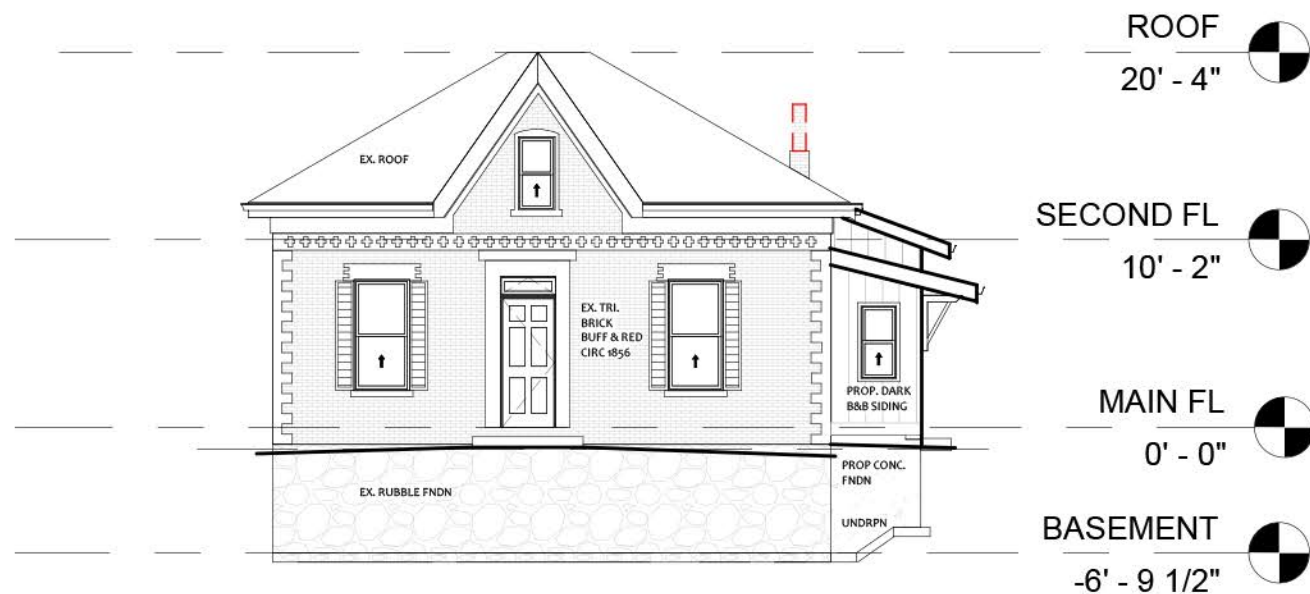 ROOF
20' - 4"
EX. ROOF
SECOND FL
10' - 2"
EX. TRI.
BRICK
BUFF & RED
CIRC 1856
PROP. DARK
B&B SIDING
MAIN FL
0' - 0"
PROP CONC.
FNDN
EX. RUBBLE FNDN
UNDRPN
BASEMENT
-6' - 9 1/2"